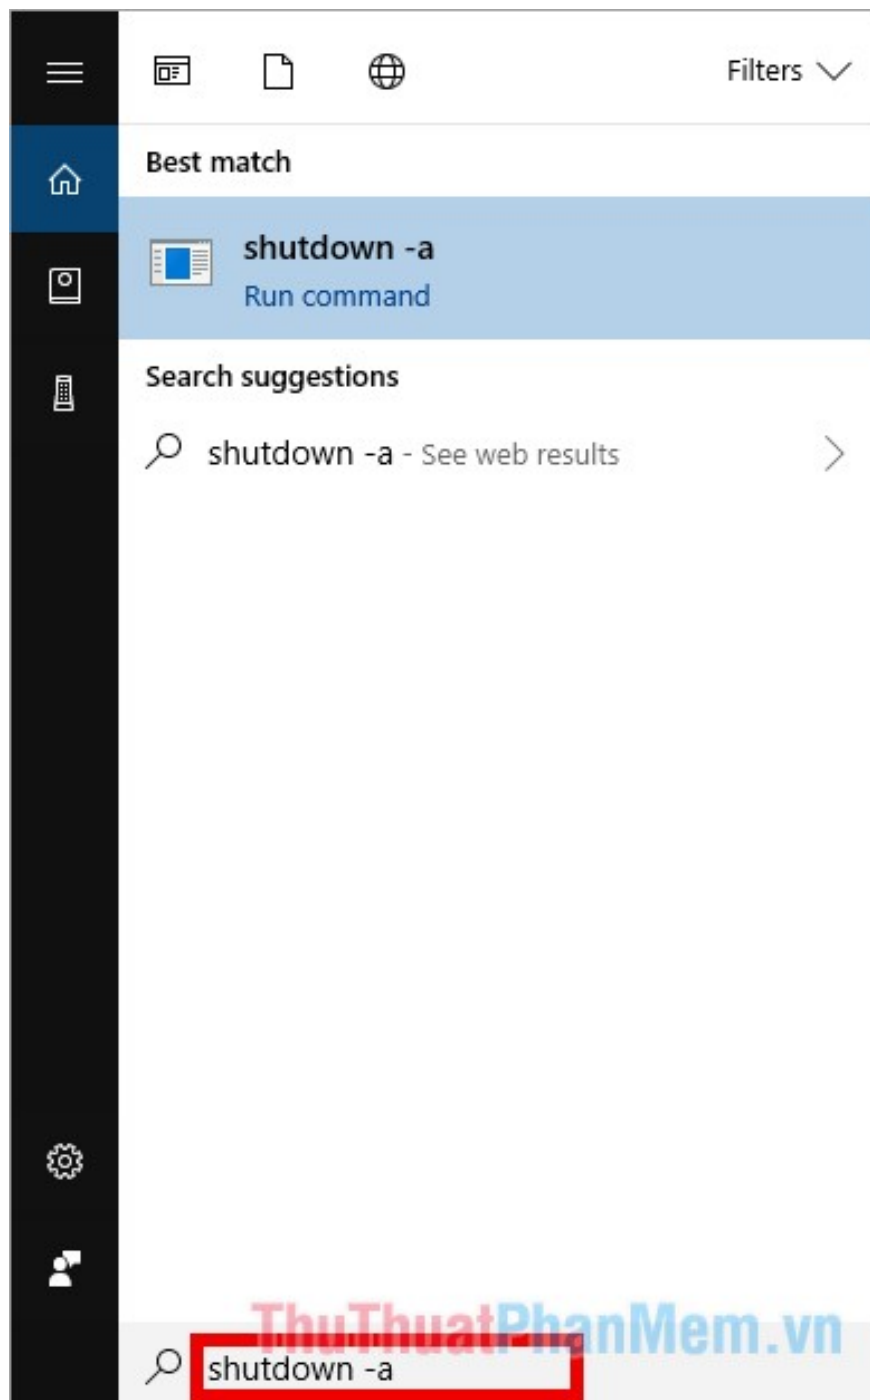 Filters
Best match
shutdown -a
Run command
Search suggestions
shutdown -a - See web results
ThuThuatPhanMem.vn
shutdown -a